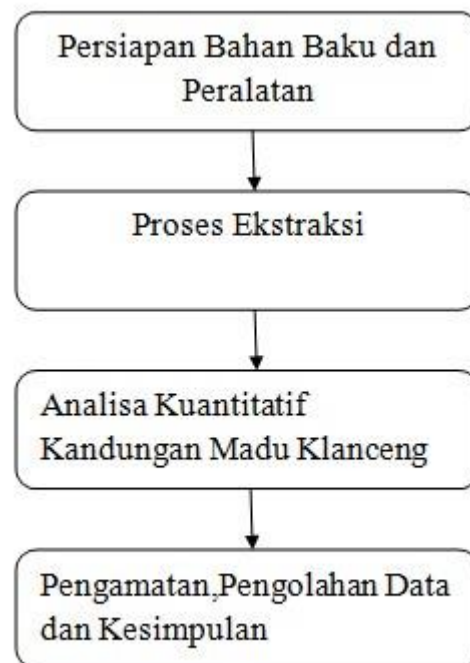 Persiapan Bahan Baku dan
Peralatan
Proses Ekstraksi
Analisa Kuantitatif
Kandungan Madu Klanceng
Pengamatan,Pengolahan Data
dan Kesimpulan